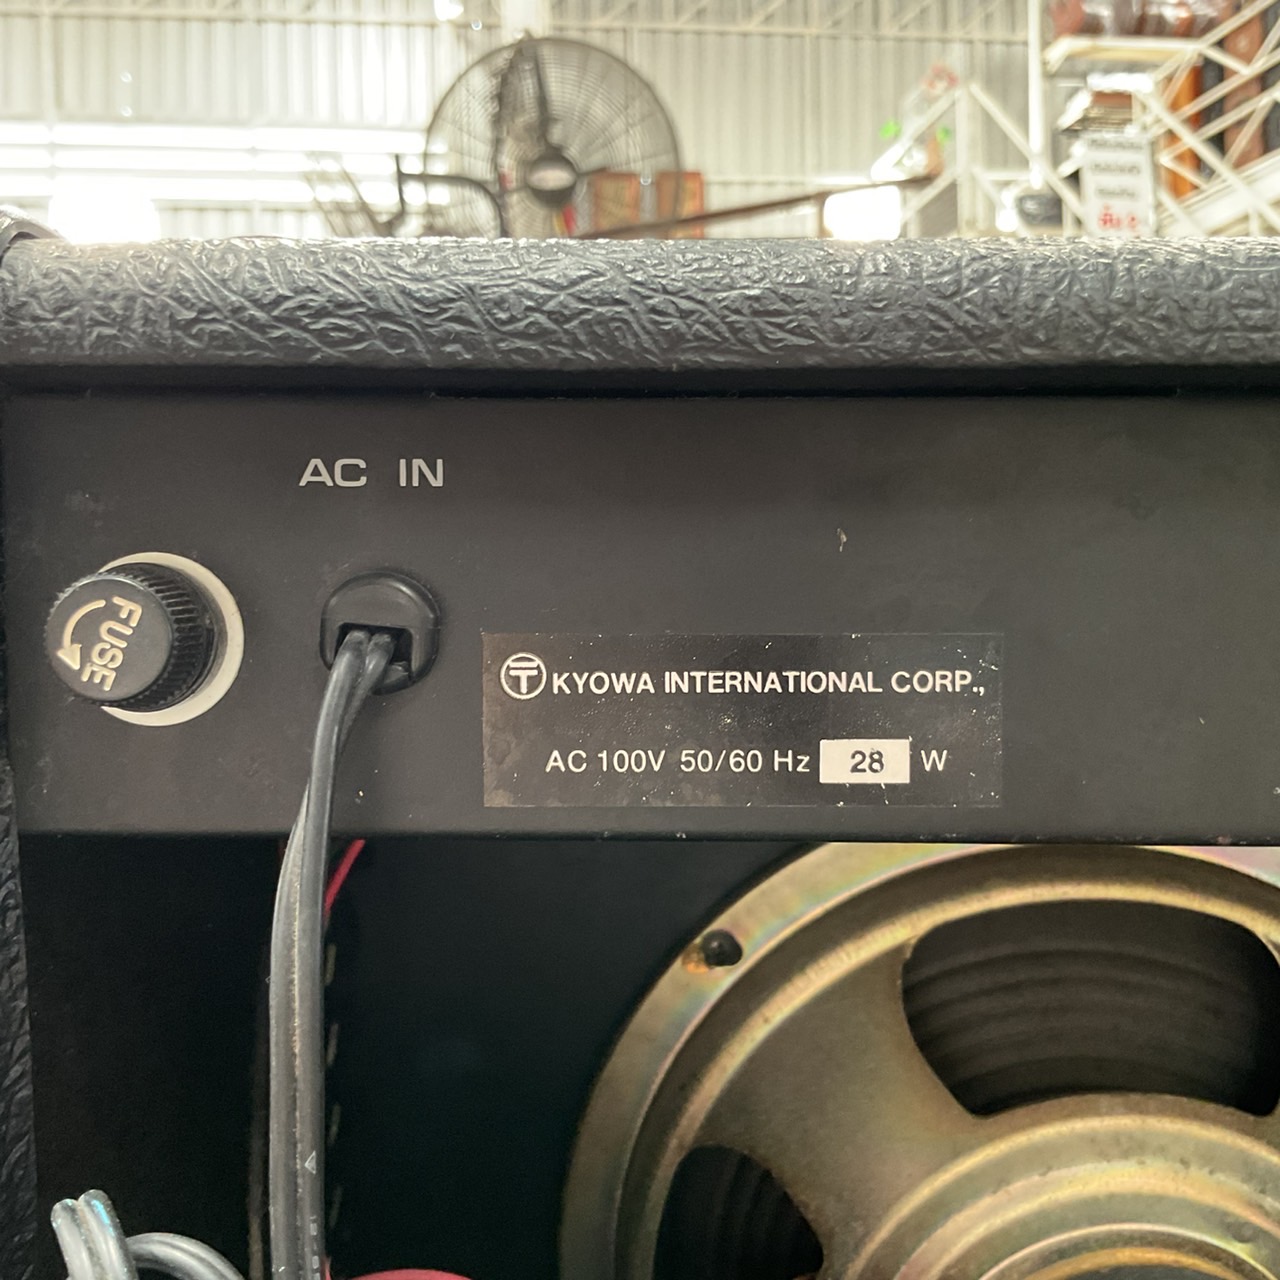 AC IN
FUSE
KYOWA INTERNATIONAL CORP.,
AC 100V 50/60 Hz 28 W